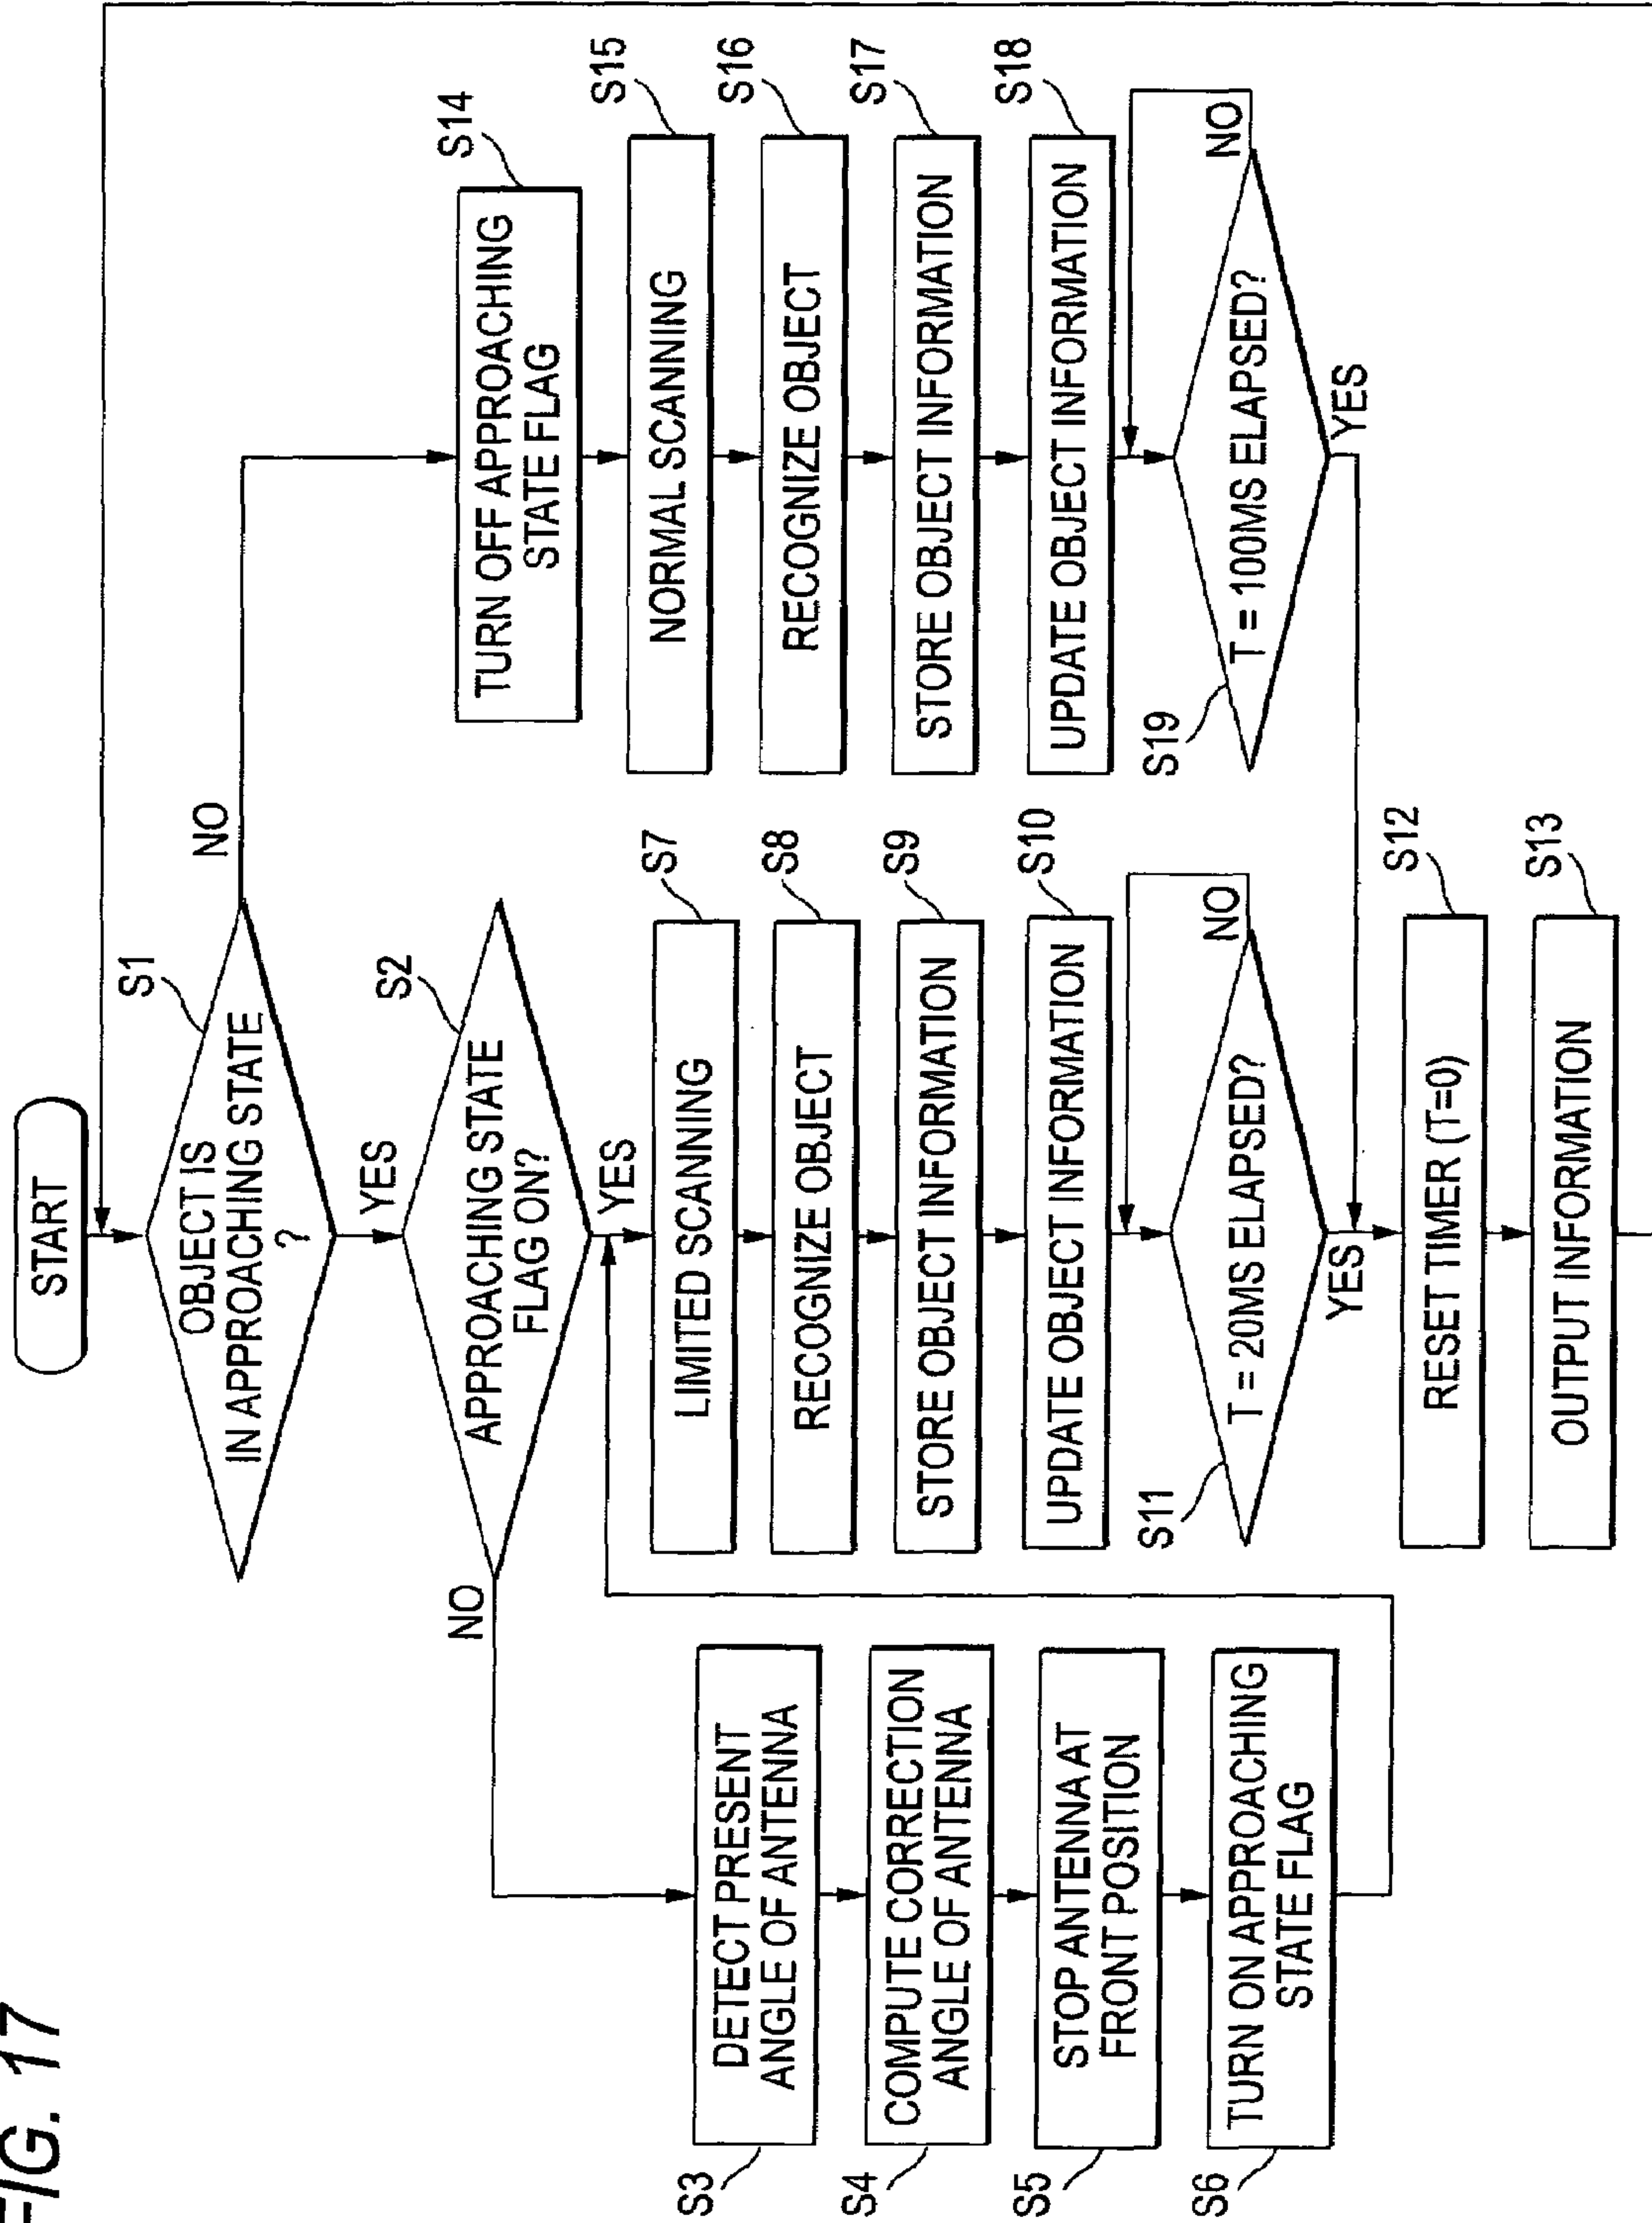 FIG. 17
START
S1
OBJECT IS
IN APPROACHING STATE
?
NO
YES
S2
APPROACHING STATE
FLAG ON?
NO
YES
S3
DETECT PRESENT
ANGLE OF ANTENNA
S4
COMPUTE CORRECTION
ANGLE OF ANTENNA
S5
STOP ANTENNA AT
FRONT POSITION
S6
TURN ON APPROACHING
STATE FLAG
S7
LIMITED SCANNING
S8
RECOGNIZE OBJECT
S9
STORE OBJECT INFORMATION
S10
UPDATE OBJECT INFORMATION
S11
T = 20MS ELAPSED?
NO
YES
S12
RESET TIMER (T=0)
S13
OUTPUT INFORMATION
S14
TURN OFF APPROACHING
STATE FLAG
S15
NORMAL SCANNING
S16
RECOGNIZE OBJECT
S17
STORE OBJECT INFORMATION
S18
UPDATE OBJECT INFORMATION
S19
T = 100MS ELAPSED?
NO
YES